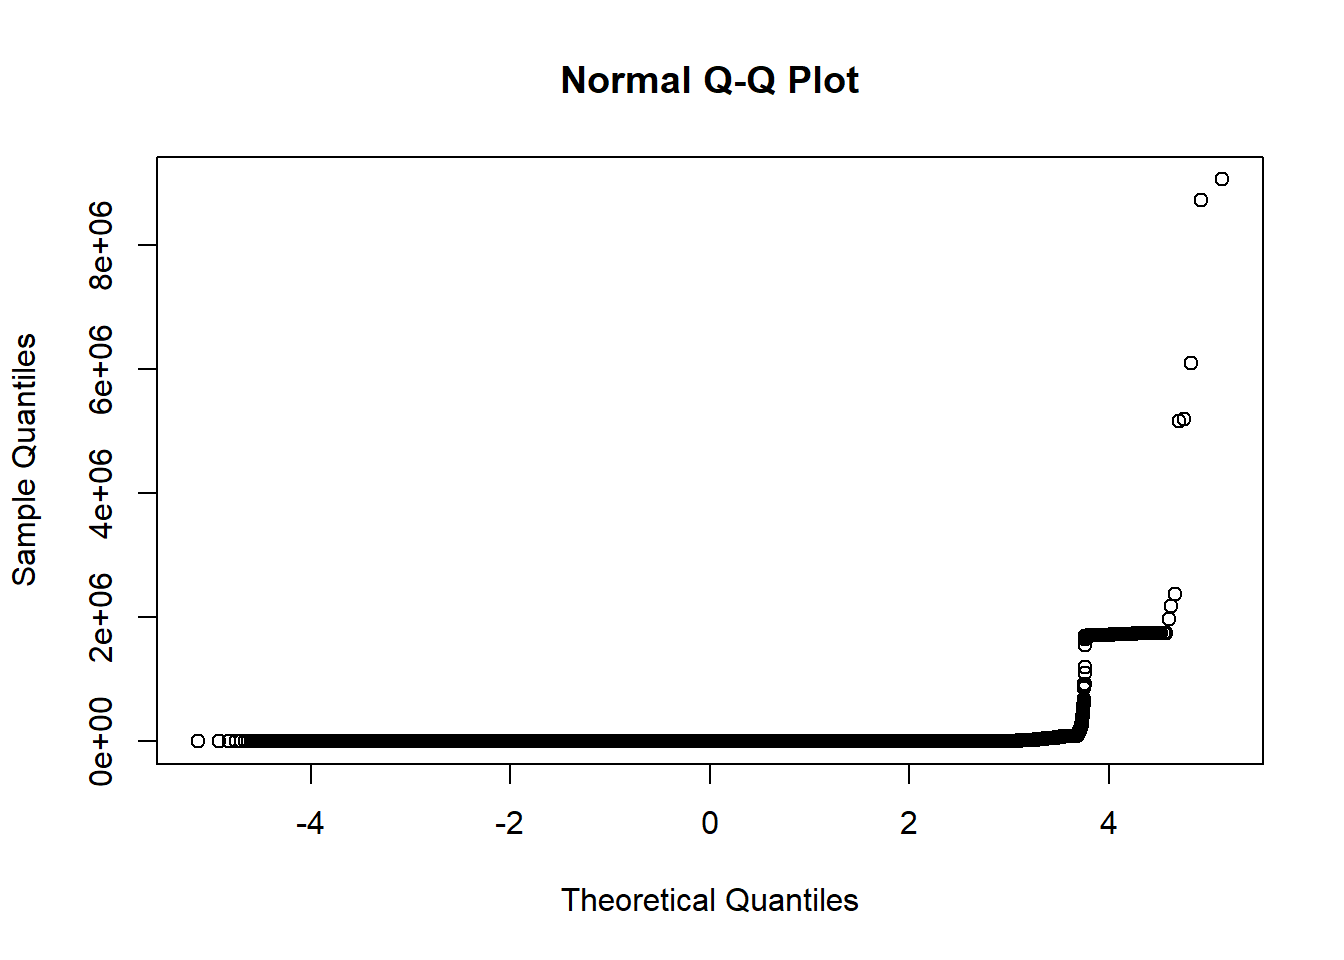 Normal Q-Q Plot
Sample Quantiles
8e+06
6e+06
4e+06
2e+06
0e+00
-4
-2
0
2
4
Theoretical Quantiles